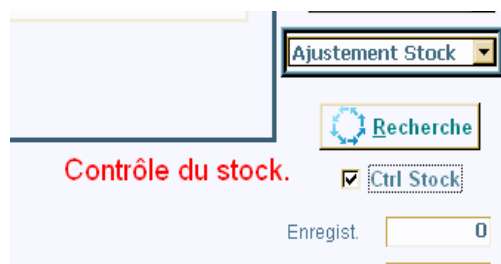 Ajustement Stock
Recherche
Contrôle du stock.
Ctrl Stock
Enregist.
0